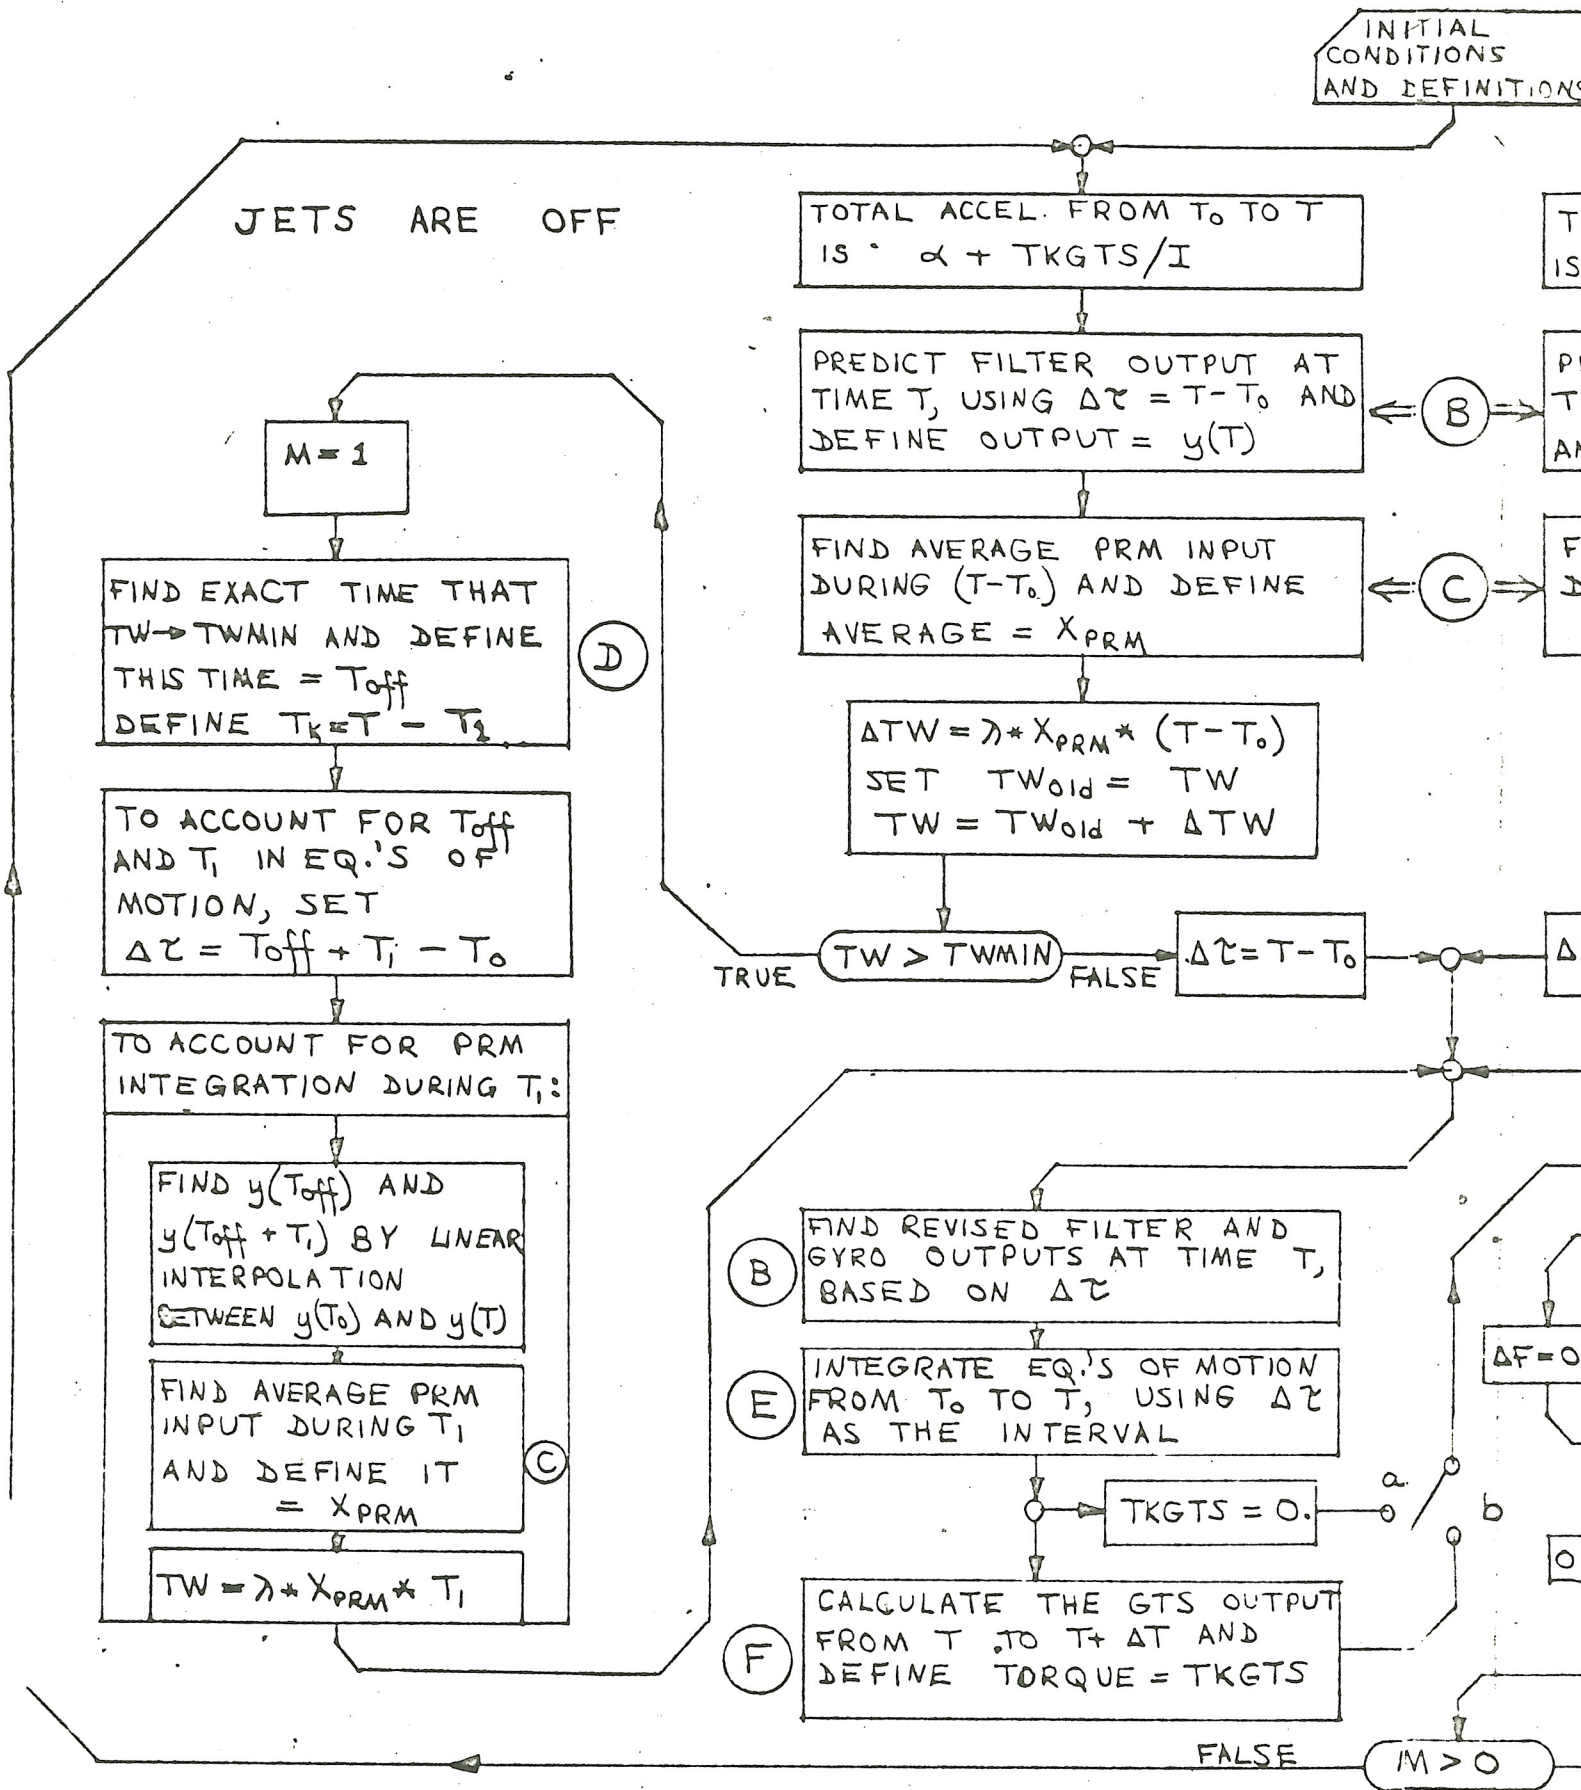 INITIAL
CONDITIONS
AND DEFINITIONS
JETS ARE OFF
TOTAL ACCEL. FROM T₀ TO T
IS · α + TKGTS/I
PREDICT FILTER OUTPUT AT
TIME T, USING Δτ = T-T₀ AND
DEFINE OUTPUT = y(T)
B
FIND AVERAGE PRM INPUT
DURING (T-T₀) AND DEFINE
AVERAGE = X_PRM
C
ΔTW = λ* X_PRM * (T-T₀)
SET TW_old = TW
TW = TW_old + ΔTW
TW > TWMIN
TRUE
FALSE
Δτ = T-T₀
Δ
T
IS
T
AN
F
D
M = 1
FIND EXACT TIME THAT
TW→TWMIN AND DEFINE
THIS TIME = Toff
DEFINE T_K = T - T₁
D
TO ACCOUNT FOR Toff
AND T₁ IN EQ.'S OF
MOTION, SET
Δτ = Toff + T₁ - T₀
TO ACCOUNT FOR PRM
INTEGRATION DURING T₁:
FIND y(Toff) AND
y(Toff + T₁) BY LINEAR
INTERPOLATION
BETWEEN y(T₀) AND y(T)
FIND AVERAGE PRM
INPUT DURING T₁
AND DEFINE IT
= X_PRM
C
TW = λ* X_PRM * T₁
B
FIND REVISED FILTER AND
GYRO OUTPUTS AT TIME T,
BASED ON Δτ
E
INTEGRATE EQ.'S OF MOTION
FROM T₀ TO T, USING Δτ
AS THE INTERVAL
TKGTS = 0.
a.
b
ΔF = 0
F
CALCULATE THE GTS OUTPUT
FROM T TO T+ ΔT AND
DEFINE TORQUE = TKGTS
FALSE
M > 0